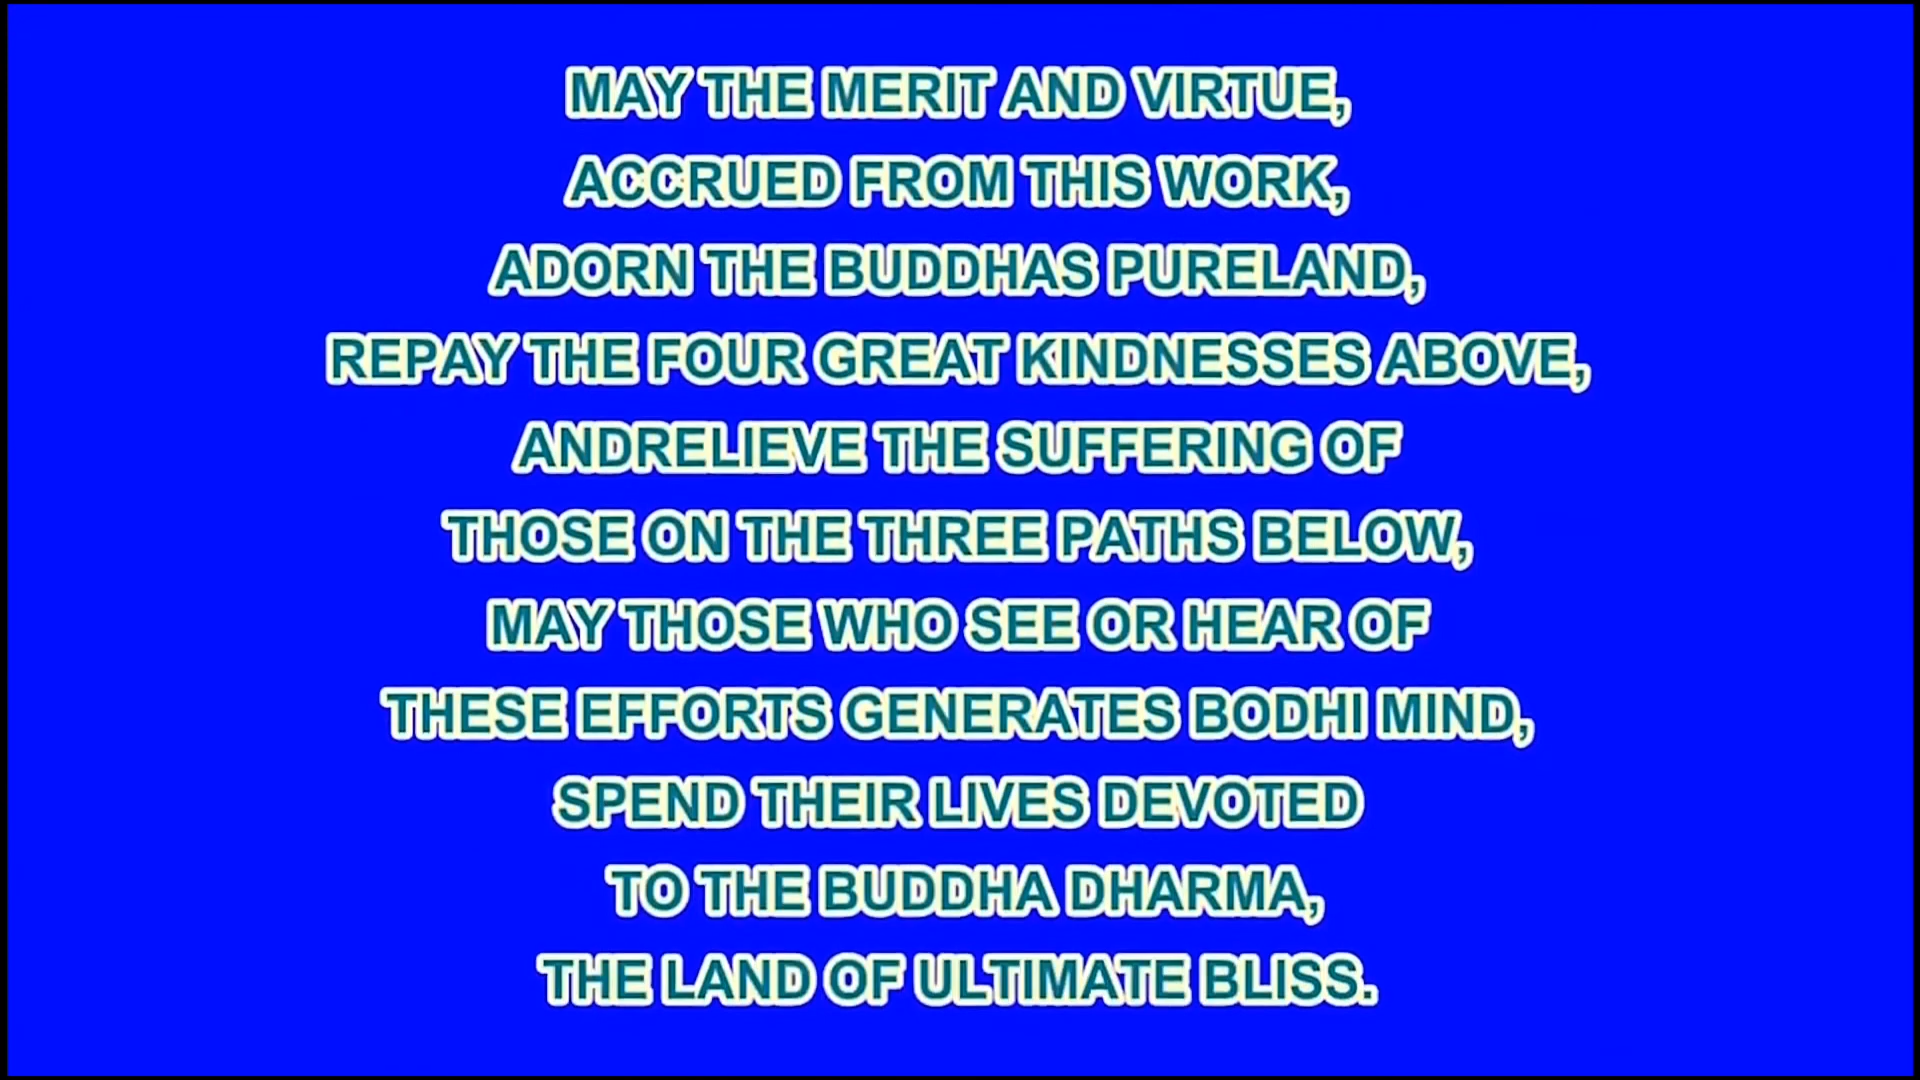 MAY THE MERIT AND VIRTUE,
ACCRUED FROM THIS WORK,
ADORN THE BUDDHAS PURELAND,
REPAY THE FOUR GREAT KINDNESSES ABOVE,
ANDRELIEVE THE SUFFERING OF
THOSE ON THE THREE PATHS BELOW,
MAY THOSE WHO SEE OR HEAR OF
THESE EFFORTS GENERATES BODHI MIND,
SPEND THEIR LIVES DEVOTED
TO THE BUDDHA DHARMA,
THE LAND OF ULTIMATE BLISS.